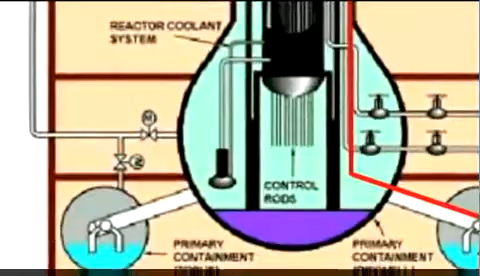 REACTOR COOLANT
SYSTEM
CONTROL
RODS
PRIMARY
CONTAINMENT
PRIMARY
CONTAINMENT